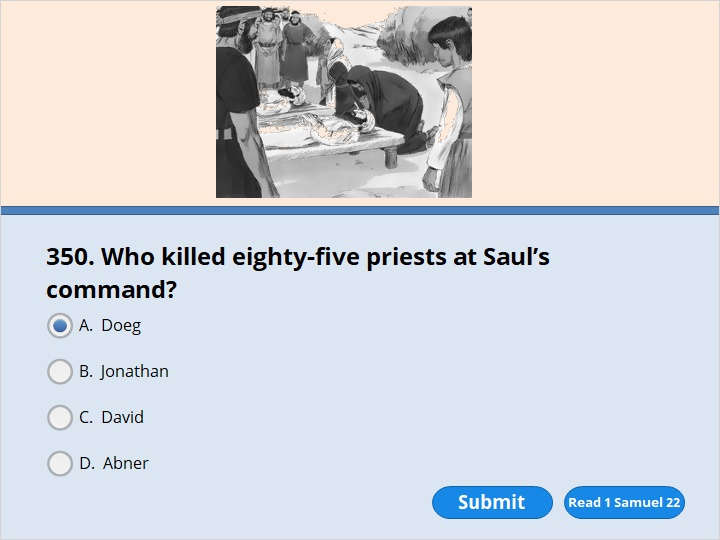 350. Who killed eighty-five priests at Saul’s
command?
A. Doeg
B. Jonathan
C. David
D. Abner
Submit
Read 1 Samuel 22